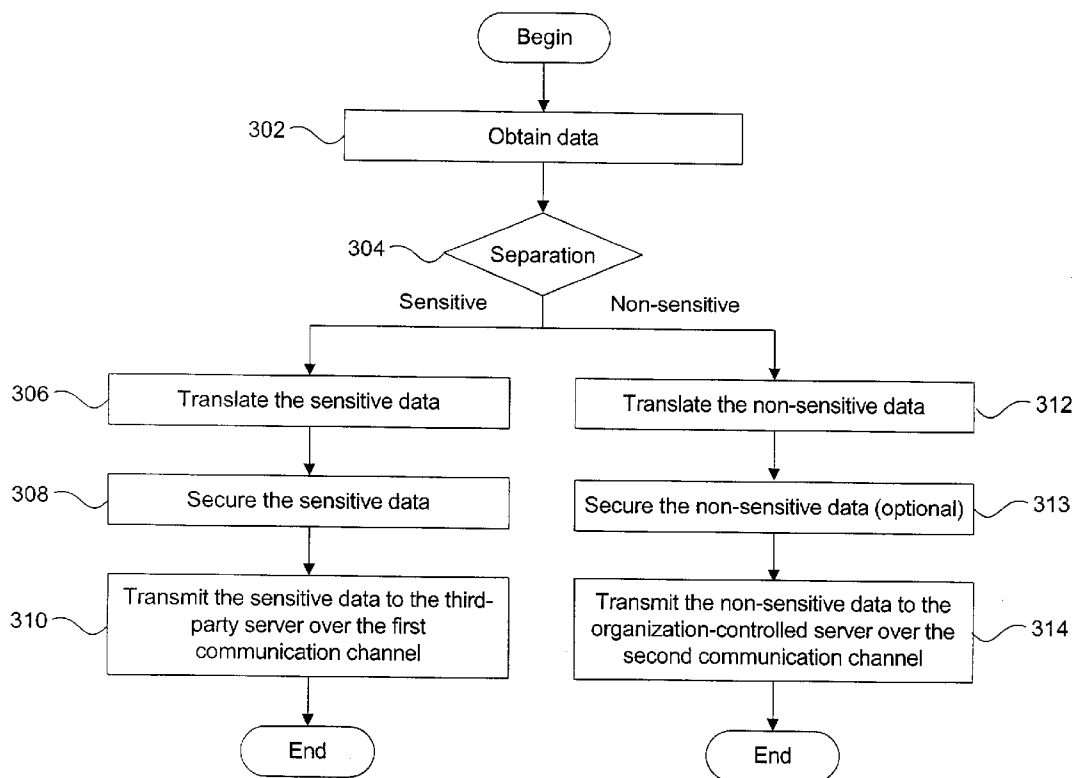 Begin
302
Obtain data
304
Separation
Sensitive
Non-sensitive
306
Translate the sensitive data
Translate the non-sensitive data
312
308
Secure the sensitive data
Secure the non-sensitive data (optional)
313
310
Transmit the sensitive data to the third-
party server over the first
communication channel
Transmit the non-sensitive data to the
organization-controlled server over the
second communication channel
314
End
End